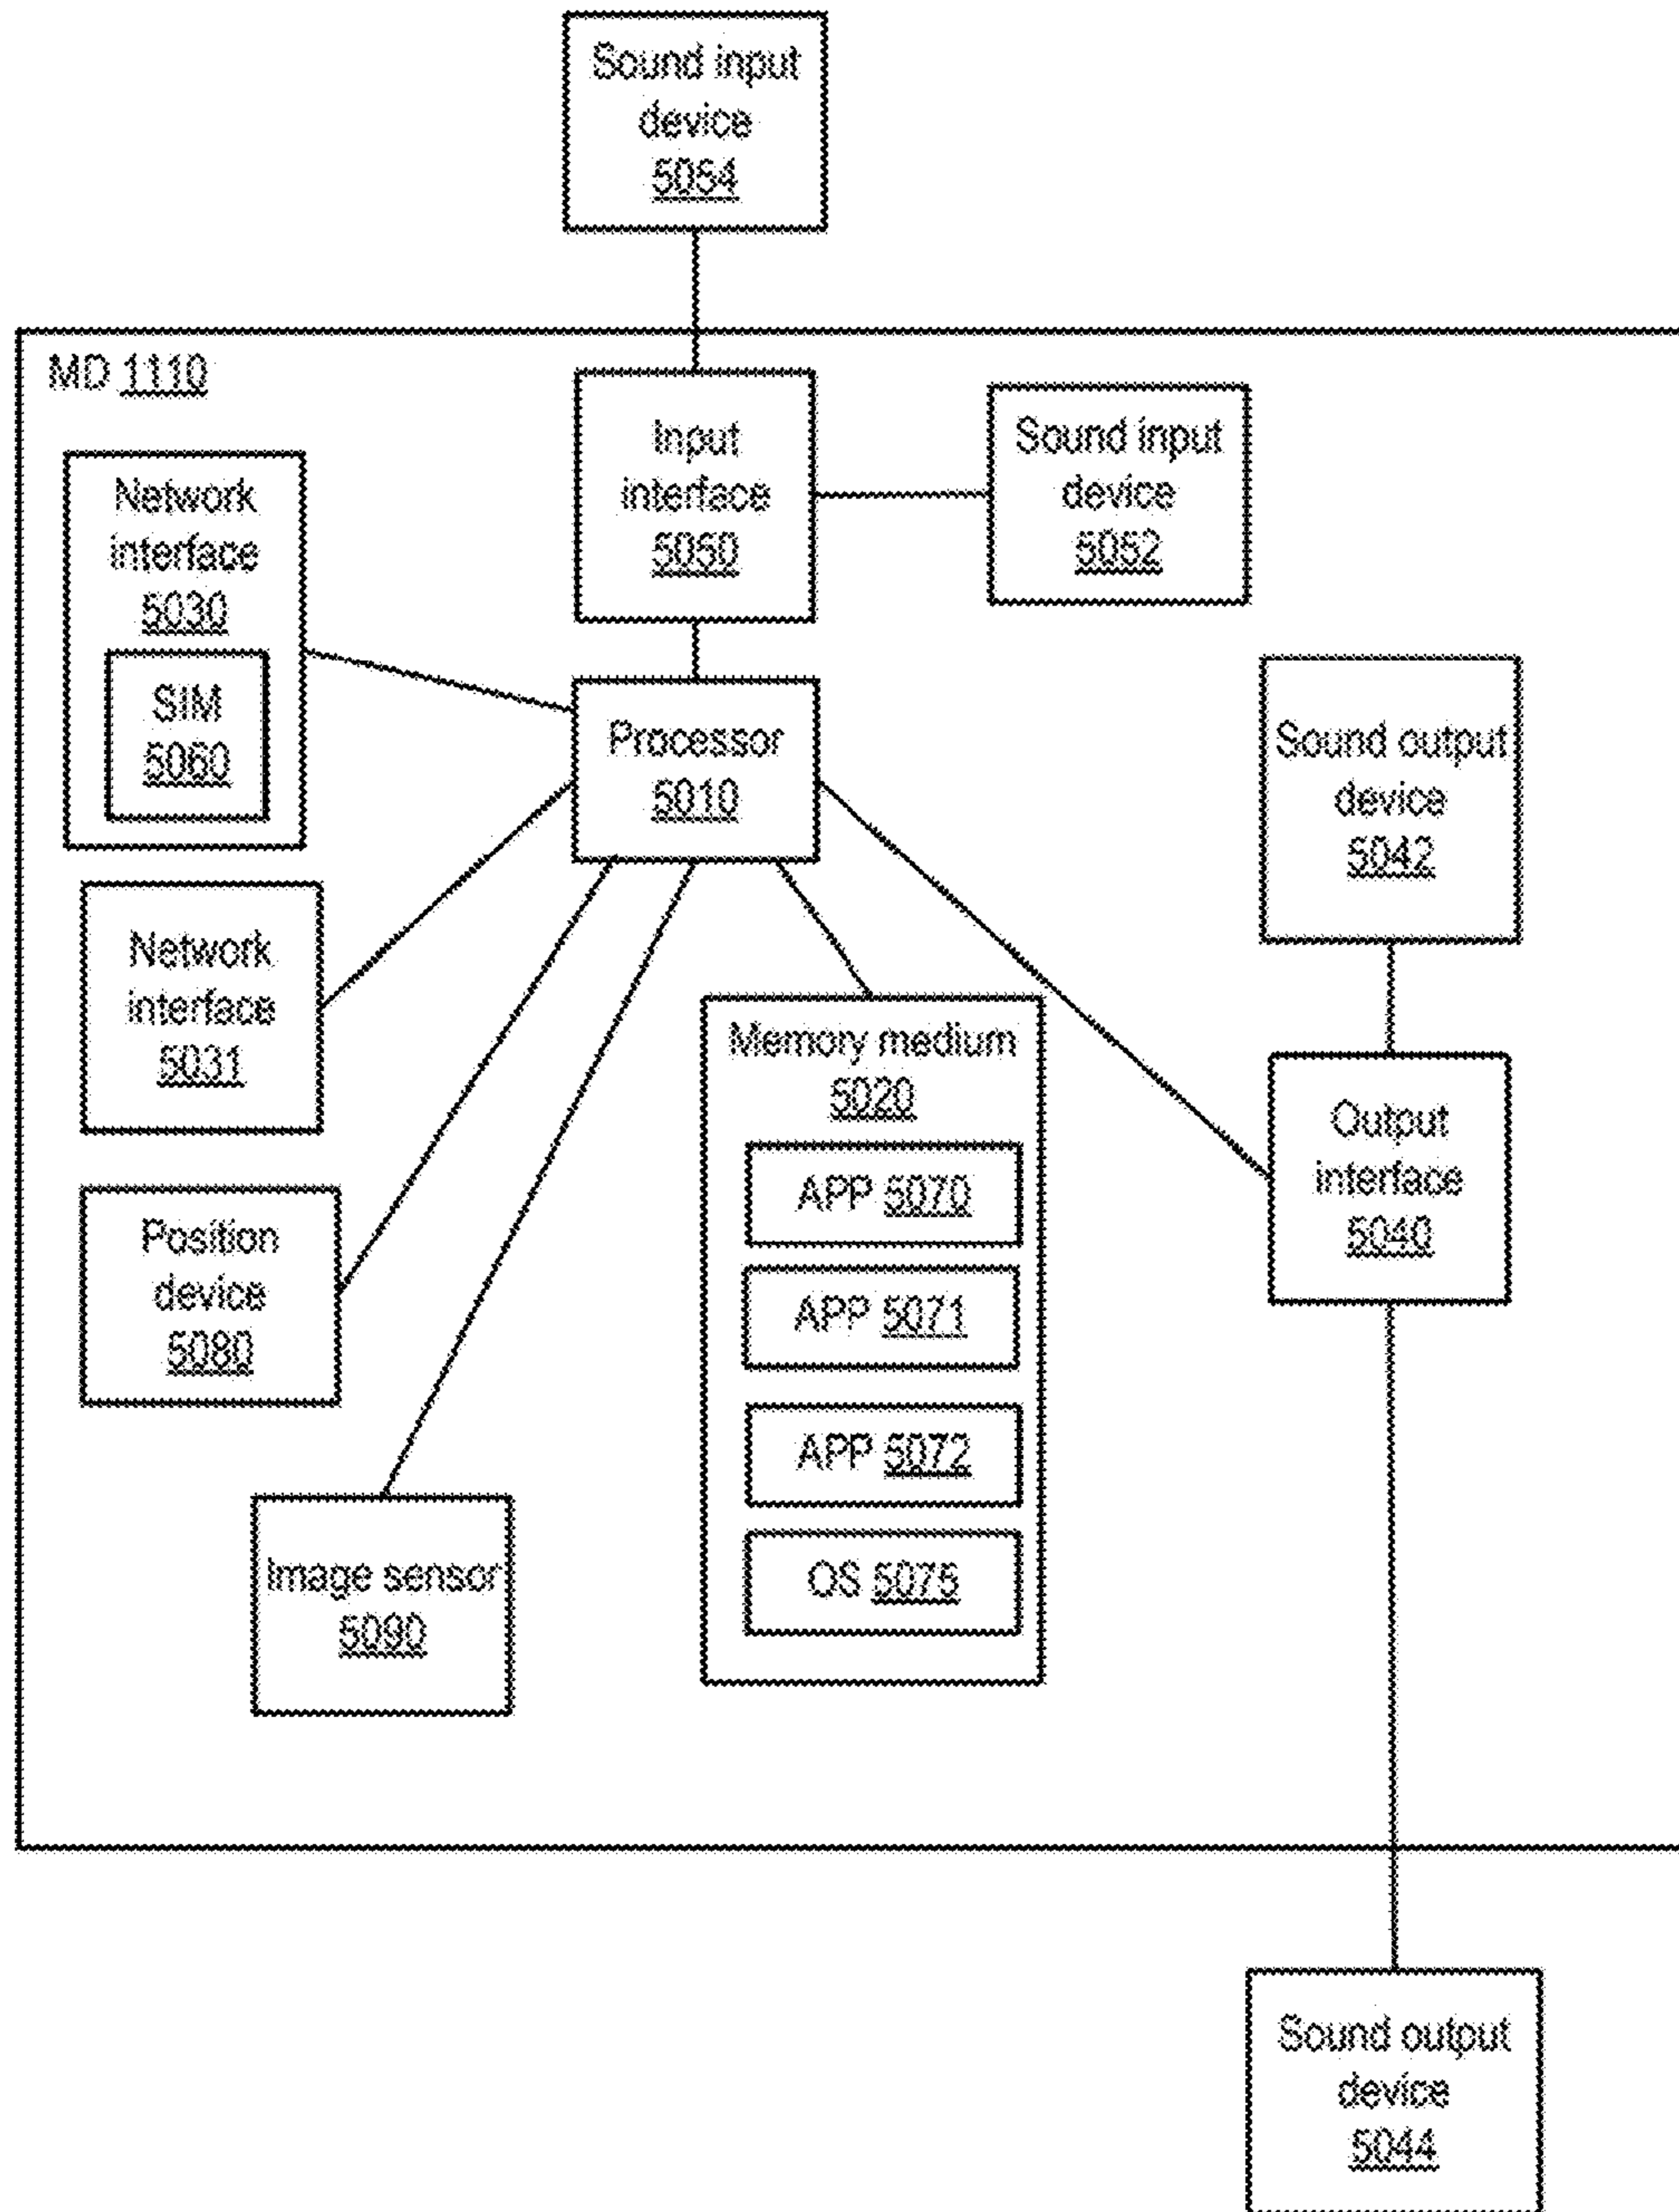 Sound input
device
5054
MD 1110
Input
interface
5050
Sound input
device
5052
Network
interface
5030
SIM
5060
Processor
5010
Sound output
device
5042
Network
interface
5031
Memory medium
5020
APP 5070
APP 5071
APP 5072
OS 5075
Output
interface
5040
Position
device
5080
Image sensor
5090
Sound output
device
5044